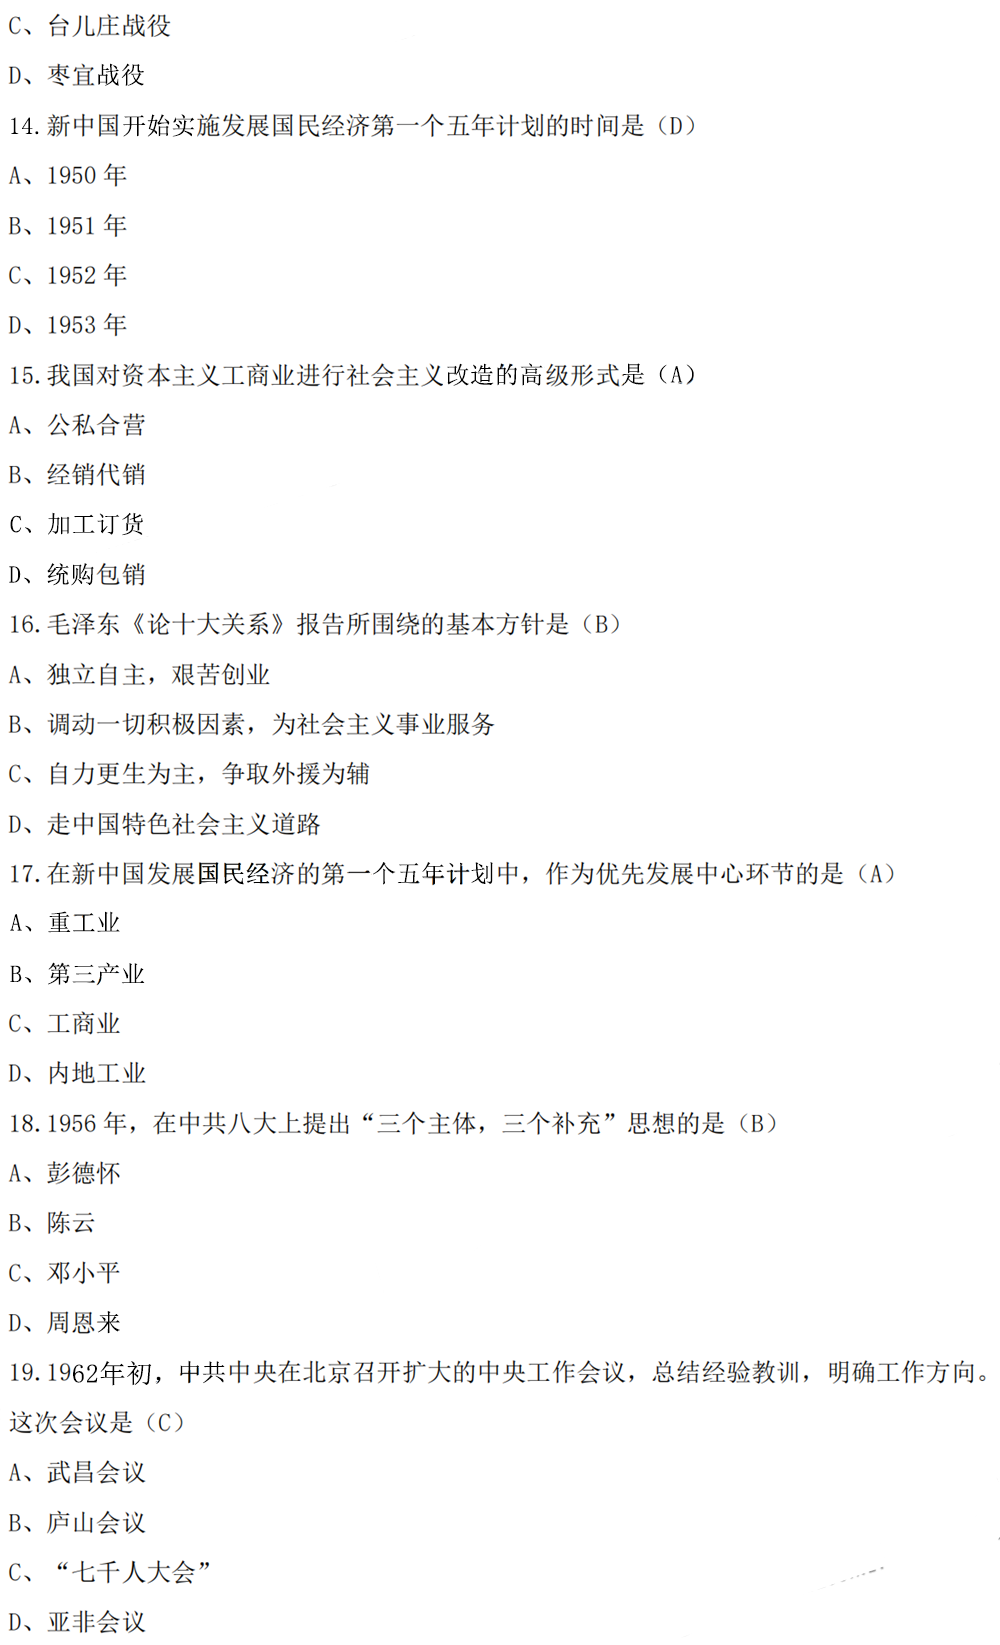 C、台儿庄战役
D、枣宜战役
14.新中国开始实施发展国民经济第一个五年计划的时间是（D）
A、1950 年
B、1951 年
C、1952 年
D、1953 年
15.我国对资本主义工商业进行社会主义改造的高级形式是（A）
A、公私合营
B、经销代销
C、加工订货
D、统购包销
16.毛泽东《论十大关系》报告所围绕的基本方针是（B）
A、独立自主，艰苦创业
B、调动一切积极因素，为社会主义事业服务
C、自力更生为主，争取外援为辅
D、走中国特色社会主义道路
17.在新中国发展国民经济的第一个五年计划中，作为优先发展中心环节的是（A）
A、重工业
B、第三产业
C、工商业
D、内地工业
18.1956 年，在中共八大上提出“三个主体，三个补充”思想的是（B）
A、彭德怀
B、陈云
C、邓小平
D、周恩来
19.1962年初，中共中央在北京召开扩大的中央工作会议，总结经验教训，明确工作方向。
这次会议是（C）
A、武昌会议
B、庐山会议
C、“七千人大会”
D、亚非会议